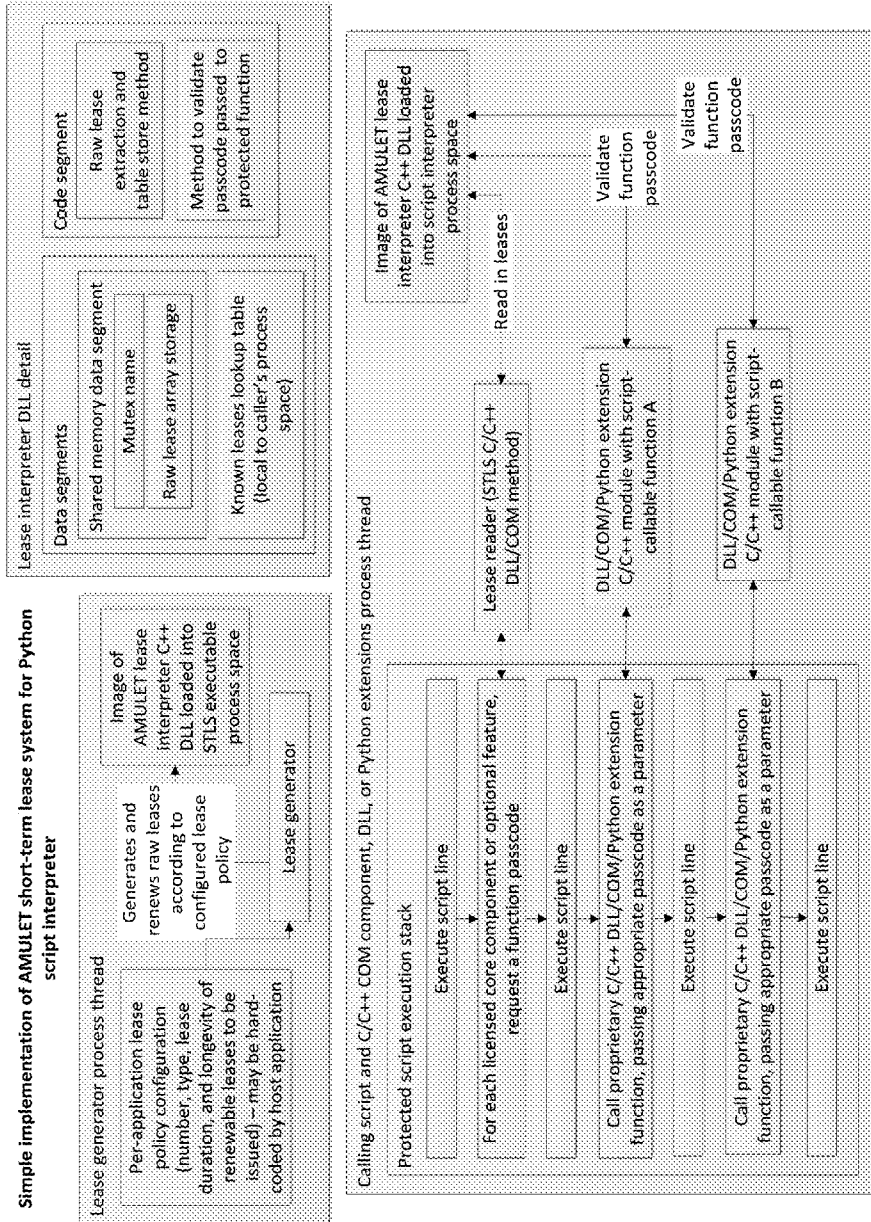 Simple implementation of AMULET short-term lease system for Python
script interpreter
Lease generator process thread
Per-application lease
policy configuration
(number, type, lease
duration, and longevity of
renewable leases to be
issued) – may be hard-
coded by host application
Generates and
renews raw leases
according to
configured lease
policy
Image of
AMULET lease
interpreter C++
DLL loaded into
STLS executable
process space
Lease generator
Lease interpreter DLL detail
Data segments
Shared memory data segment
Mutex name
Raw lease array storage
Known leases lookup table
(local to caller's process
space)
Code segment
Raw lease
extraction and
table store method
Method to validate
passcode passed to
protected function
Calling script and C/C++ COM component, DLL, or Python extensions process thread
Protected script execution stack
Execute script line
For each licensed core component or optional feature,
request a function passcode
Execute script line
Call proprietary C/C++ DLL/COM/Python extension
function, passing appropriate passcode as a parameter
Execute script line
Call proprietary C/C++ DLL/COM/Python extension
function, passing appropriate passcode as a parameter
Execute script line
Lease reader (STLS C/C++
DLL/COM method)
DLL/COM/Python extension
C/C++ module with script-
callable function A
DLL/COM/Python extension
C/C++ module with script-
callable function B
Read in leases
Validate
function
passcode
Validate
function
passcode
Image of AMULET lease
interpreter C++ DLL loaded
into script interpreter
process space